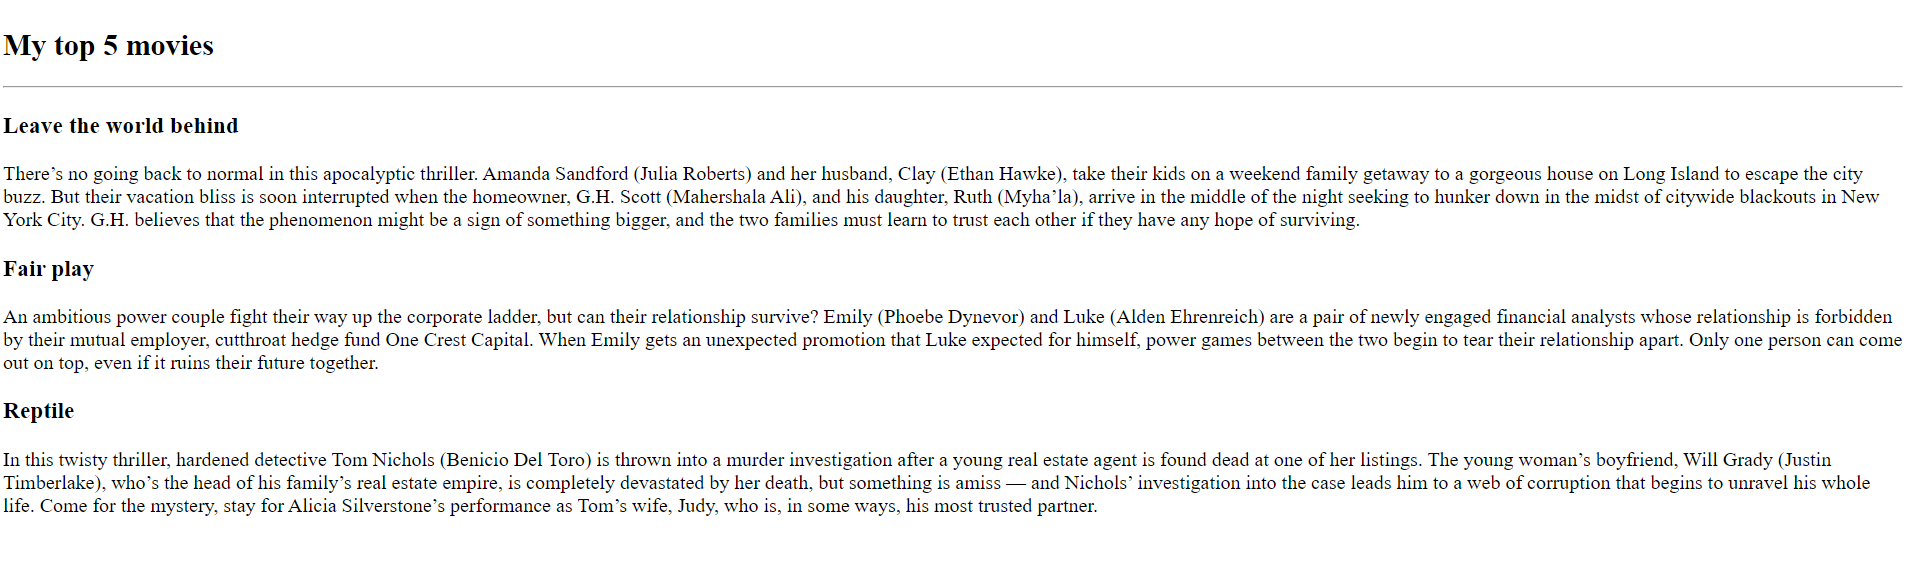 My top 5 movies
Leave the world behind
There’s no going back to normal in this apocalyptic thriller. Amanda Sandford (Julia Roberts) and her husband, Clay (Ethan Hawke), take their kids on a weekend family getaway to a gorgeous house on Long Island to escape the city
buzz. But their vacation bliss is soon interrupted when the homeowner, G.H. Scott (Mahershala Ali), and his daughter, Ruth (Myha’la), arrive in the middle of the night seeking to hunker down in the midst of citywide blackouts in New
York City. G.H. believes that the phenomenon might be a sign of something bigger, and the two families must learn to trust each other if they have any hope of surviving.
Fair play
An ambitious power couple fight their way up the corporate ladder, but can their relationship survive? Emily (Phoebe Dynevor) and Luke (Alden Ehrenreich) are a pair of newly engaged financial analysts whose relationship is forbidden
by their mutual employer, cutthroat hedge fund One Crest Capital. When Emily gets an unexpected promotion that Luke expected for himself, power games between the two begin to tear their relationship apart. Only one person can come
out on top, even if it ruins their future together.
Reptile
In this twisty thriller, hardened detective Tom Nichols (Benicio Del Toro) is thrown into a murder investigation after a young real estate agent is found dead at one of her listings. The young woman’s boyfriend, Will Grady (Justin
Timberlake), who’s the head of his family’s real estate empire, is completely devastated by her death, but something is amiss — and Nichols’ investigation into the case leads him to a web of corruption that begins to unravel his whole
life. Come for the mystery, stay for Alicia Silverstone’s performance as Tom’s wife, Judy, who is, in some ways, his most trusted partner.